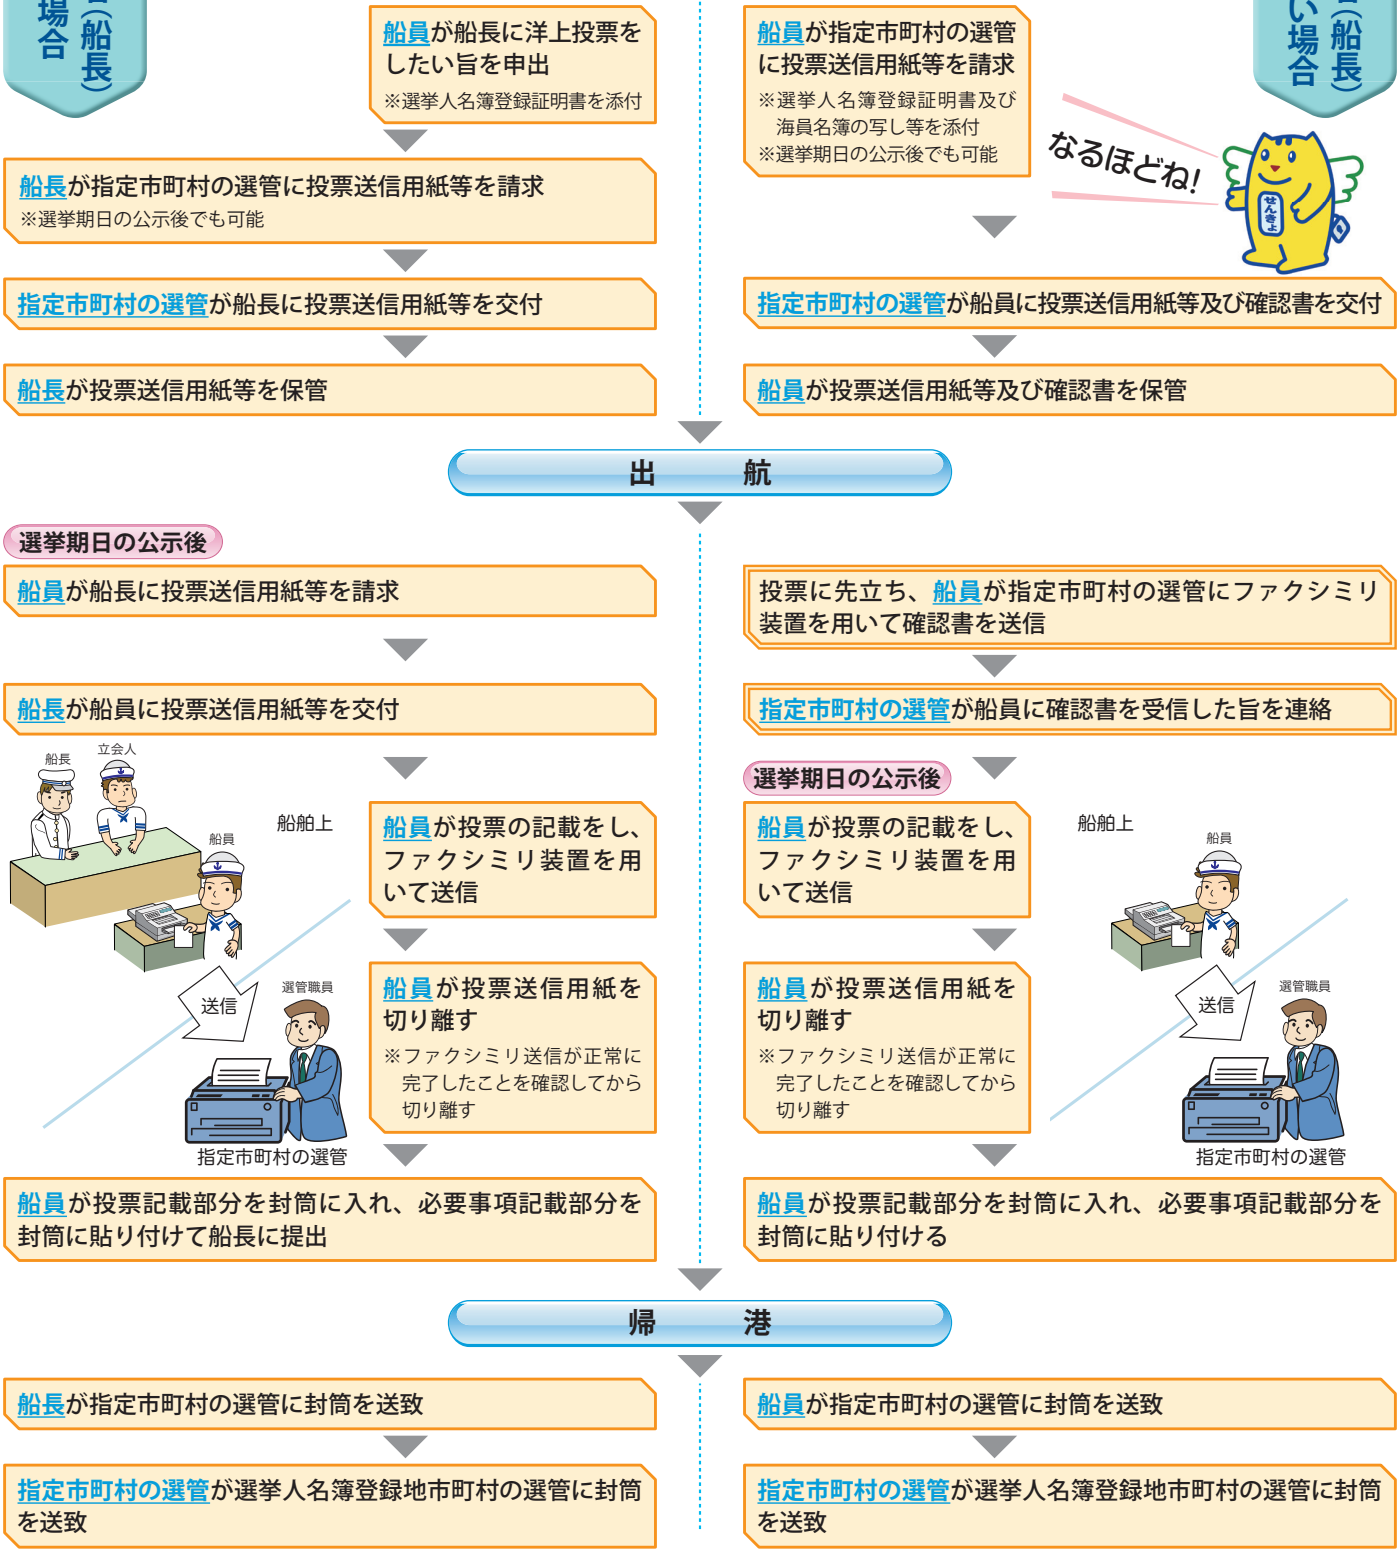 場合
(船長)
船員が船長に洋上投票を
したい旨を申出
※選挙人名簿登録証明書を添付
船長が指定市町村の選管に投票送信用紙等を請求
※選挙期日の公示後でも可能
指定市町村の選管が船長に投票送信用紙等を交付
船長が投票送信用紙等を保管
(船長)
い場合
船員が指定市町村の選管
に投票送信用紙等を請求
※選挙人名簿登録証明書及び
海員名簿の写し等を添付
※選挙期日の公示後でも可能
なるほどね!
せんきょ
指定市町村の選管が船員に投票送信用紙等及び確認書を交付
船員が投票送信用紙等及び確認書を保管
出 航
選挙期日の公示後
船員が船長に投票送信用紙等を請求
船長が船員に投票送信用紙等を交付
船長
立会人
船員
船舶上
船員が投票の記載をし、
ファクシミリ装置を用
いて送信
送信
選管職員
指定市町村の選管
船員が投票送信用紙を
切り離す
※ファクシミリ送信が正常に
完了したことを確認してから
切り離す
船員が投票記載部分を封筒に入れ、必要事項記載部分を
封筒に貼り付けて船長に提出
投票に先立ち、船員が指定市町村の選管にファクシミリ
装置を用いて確認書を送信
指定市町村の選管が船員に確認書を受信した旨を連絡
選挙期日の公示後
船員が投票の記載をし、
ファクシミリ装置を用
いて送信
船舶上
船員
送信
選管職員
指定市町村の選管
船員が投票送信用紙を
切り離す
※ファクシミリ送信が正常に
完了したことを確認してから
切り離す
船員が投票記載部分を封筒に入れ、必要事項記載部分を
封筒に貼り付ける
帰 港
船長が指定市町村の選管に封筒を送致
指定市町村の選管が選挙人名簿登録地市町村の選管に封筒
を送致
船員が指定市町村の選管に封筒を送致
指定市町村の選管が選挙人名簿登録地市町村の選管に封筒
を送致